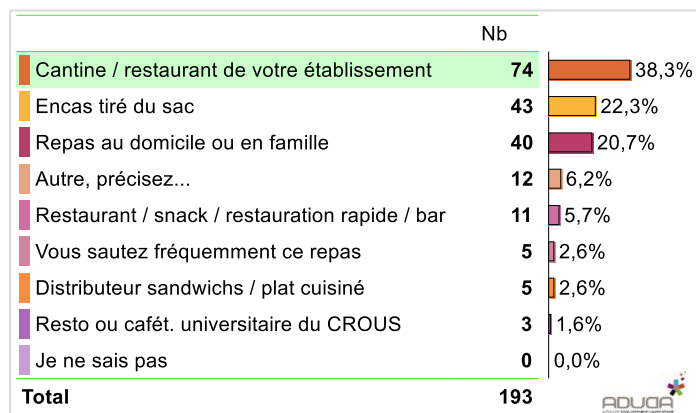 Nb
Cantine / restaurant de votre établissement 74 38,3%
Encas tiré du sac 43 22,3%
Repas au domicile ou en famille 40 20,7%
Autre, précisez... 12 6,2%
Restaurant / snack / restauration rapide / bar 11 5,7%
Vous sautez fréquemment ce repas 5 2,6%
Distributeur sandwichs / plat cuisiné 5 2,6%
Resto ou cafét. universitaire du CROUS 3 1,6%
Je ne sais pas 0 0,0%
Total 193
ADUDA